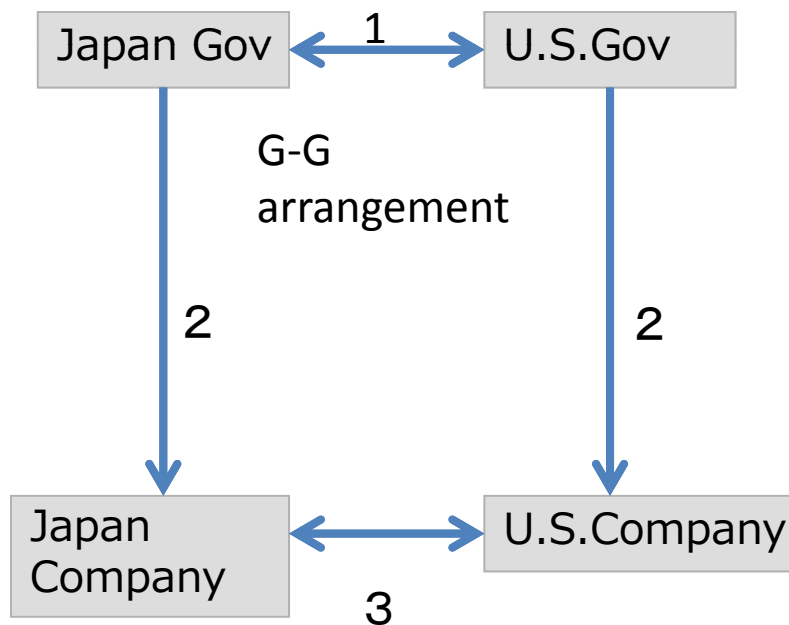 Japan Gov
1
U.S.Gov
G-G
arrangement
2
2
Japan
Company
U.S.Company
3